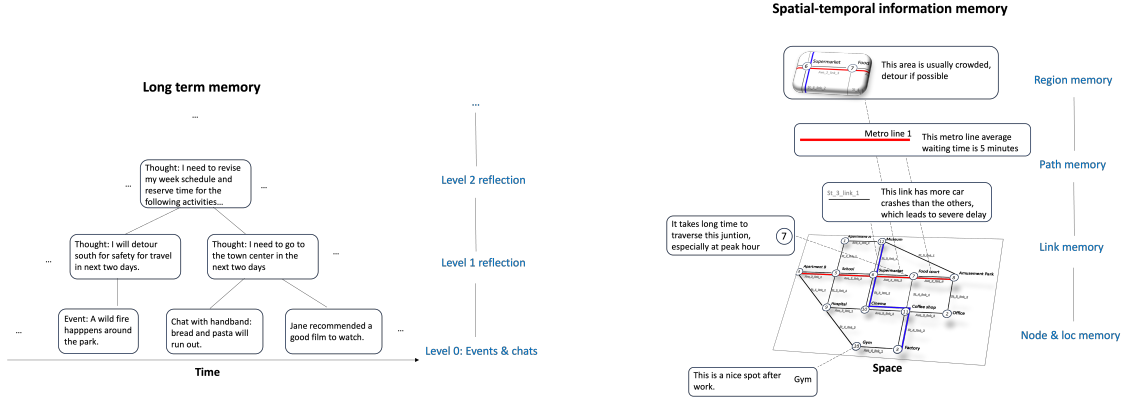 Spatial-temporal information memory
Long term memory
...
Thought: I need to revise
my week schedule and
reserve time for the
following activities...
...
...
Thought: I will detour
south for safety for travel
in next two days.
Thought: I need to go to
the town center in the
next two days
...
...
Event: A wild fire
happpens around
the park.
Chat with handband:
bread and pasta will
run out.
Jane recommended a
good film to watch.
...
...
Time
...
Level 2 reflection
Level 1 reflection
Level 0: Events & chats
Supermarket
Food
6
7
This area is usually crowded,
detour if possible
Region memory
Metro line 1
This metro line average
waiting time is 5 minutes
Path memory
St_3_link_1
This link has more car
crashes than the others,
which leads to severe delay
It takes long time to
traverse this juntion,
especially at peak hour
7
Link memory
Museum
Apartment B
School
Supermarket
Food court
Amusement Park
Hospital
Cinema
Coffee shop
Office
Gym
Factory
Node & loc memory
Space
This is a nice spot after
work.
Gym